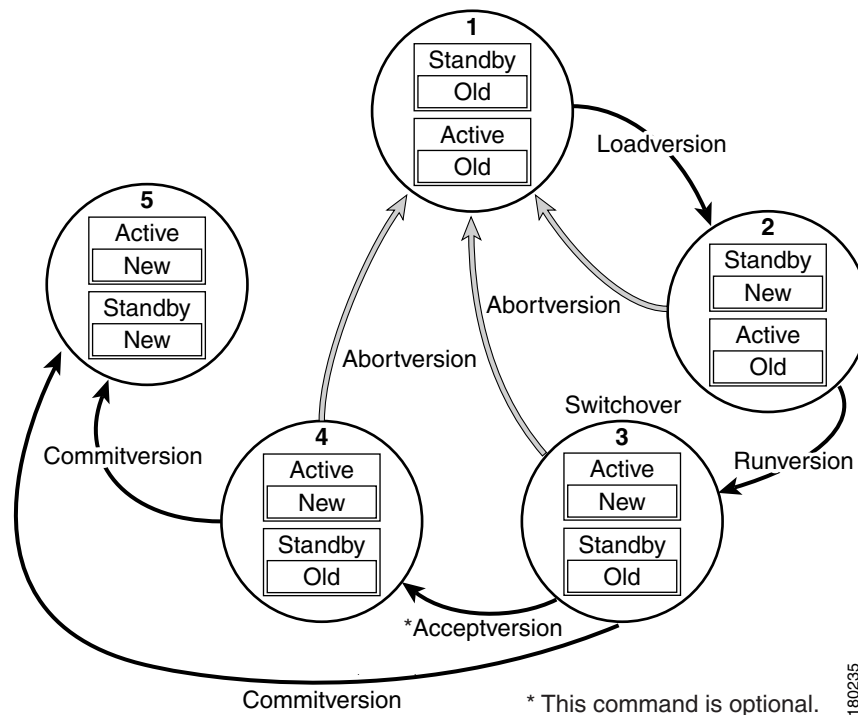 1
Standby
Old
Active
Old
Loadversion
5
Active
New
Standby
New
2
Standby
New
Active
Old
Abortversion
Abortversion
Switchover
Commitversion
4
Active
New
Standby
Old
3
Active
New
Standby
Old
Runversion
*Acceptversion
Commitversion
* This command is optional.
180235